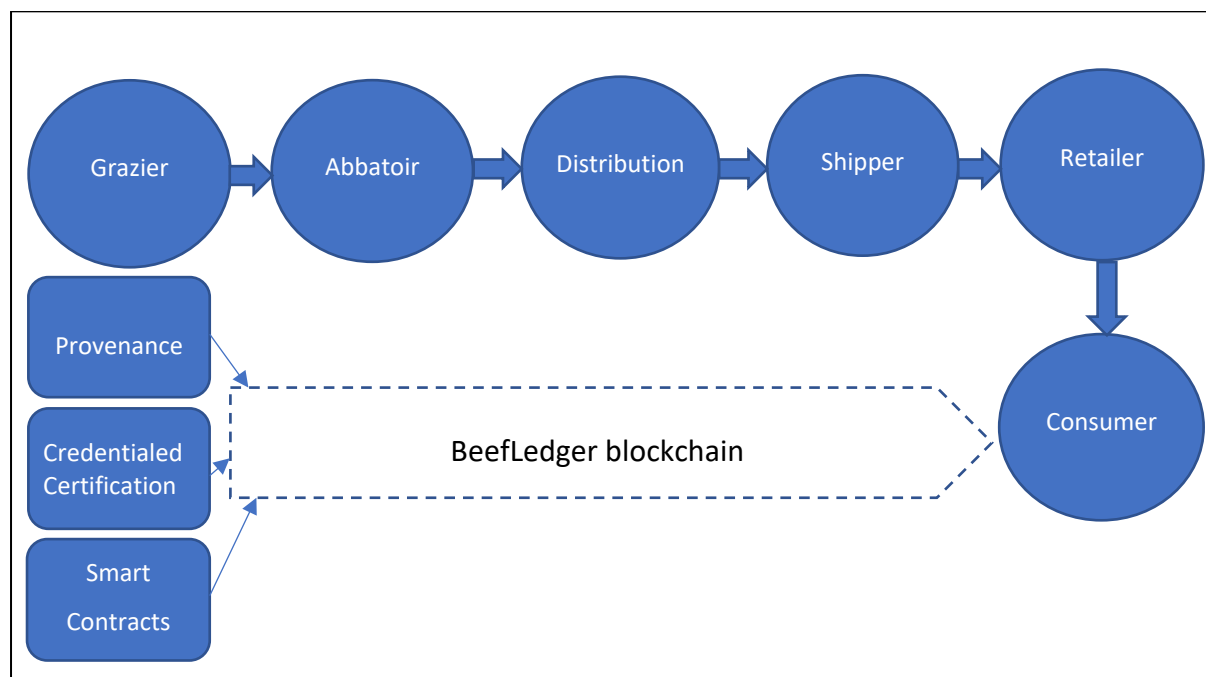 Grazier
Abbatoir
Distribution
Shipper
Retailer
Provenance
Credentialed
Certification
Smart
Contracts
BeefLedger blockchain
Consumer